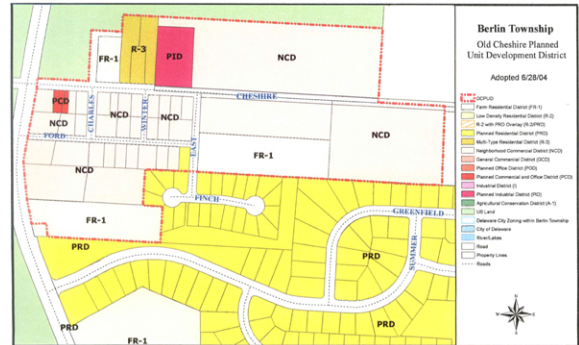 FR-1
R-3
PID
NCD
CHESHIRE
PCD
NCD
CHARLES
NCD
WINTER
NCD
FORD
EAST
FR-1
NCD
NCD
FINCH
GREENFIELD
FR-1
SUMMER
PRD
PRD
PRD
PRD
FR-1
Berlin Township
Old Cheshire Planned
Unit Development District
Adopted 6/28/04
OCPUD
Farm Residential District (FR-1)
Low Density Residential District (R-2)
R-2 with PRD Overlay (R-2/PRD)
Planned Residential District (PRD)
Multi-Type Residential District (R-3)
Neighborhood Commercial District (NCD)
General Commercial District (GCD)
Planned Office District (POD)
Planned Commercial and Office District (PCD)
Industrial District (I)
Planned Industrial District (PID)
Agricultural Conservation District (A-1)
US Land
Delaware City Zoning within Berlin Township
City of Delaware
River/Lakes
Road
Property Lines
Roads